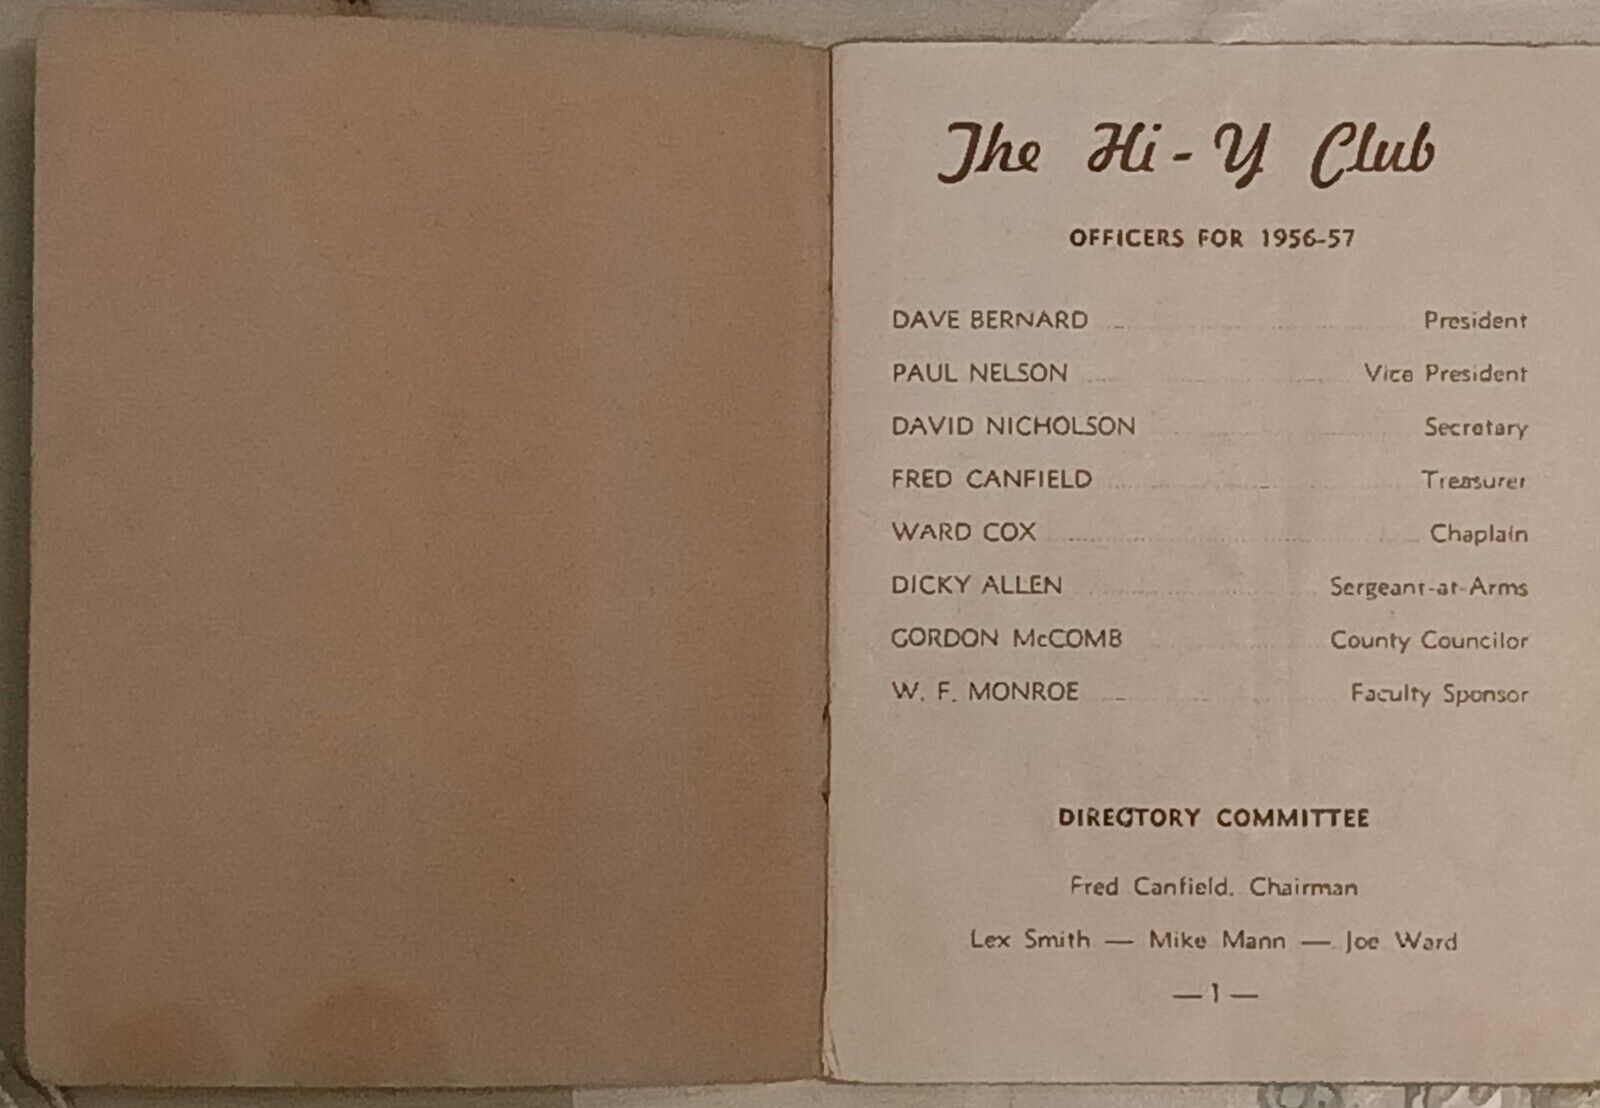 The Hi-Y Club
OFFICERS FOR 1956-57
DAVE BERNARD President
PAUL NELSON Vice President
DAVID NICHOLSON Secretary
FRED CANFIELD Treasurer
WARD COX Chaplain
DICKY ALLEN Sergeant-at-Arms
GORDON McCOMB County Councilor
W. F. MONROE Faculty Sponsor
DIRECTORY COMMITTEE
Fred Canfield, Chairman
Lex Smith — Mike Mann — Joe Ward
— 1 —